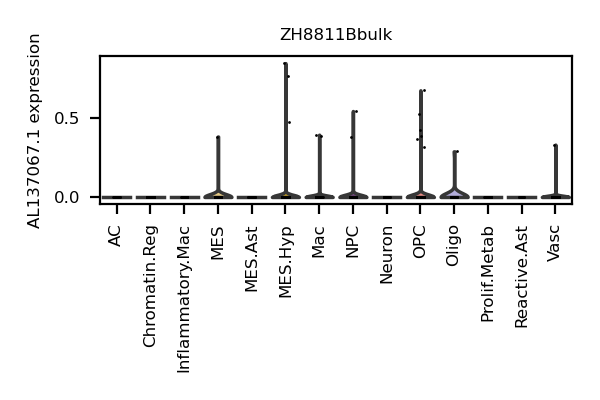 ZH8811Bbulk
AL137067.1 expression
0.5
0.0
AC
Chromatin.Reg
Inflammatory.Mac
MES
MES.Ast
MES.Hyp
Mac
NPC
Neuron
OPC
Oligo
Prolif.Metab
Reactive.Ast
Vasc